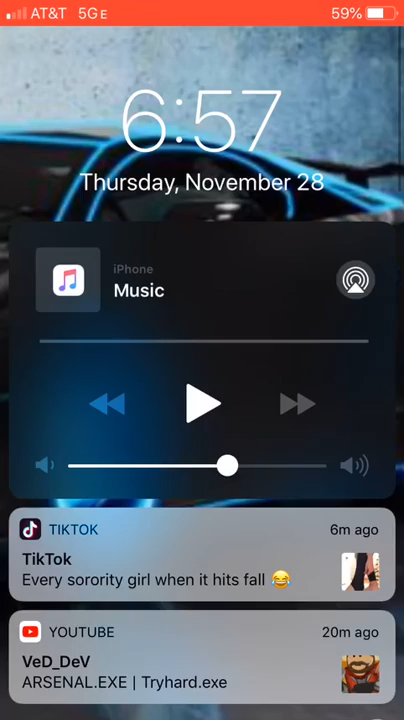 AT&T 5GE 59%
6:57
Thursday, November 28
iPhone
Music
TIKTOK 6m ago
TikTok
Every sorority girl when it hits fall 😂
YOUTUBE 20m ago
VeD_DeV
ARSENAL.EXE | Tryhard.exe